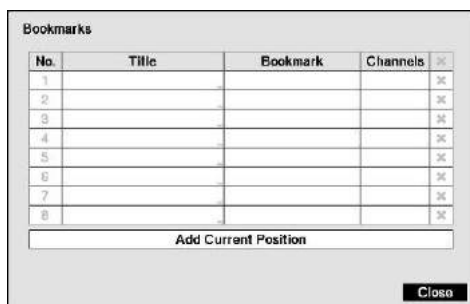 Bookmarks
No. Title Bookmark Channels ×
1 ×
2 ×
3 ×
4 ×
5 ×
6 ×
7 ×
8 ×
Add Current Position
Close